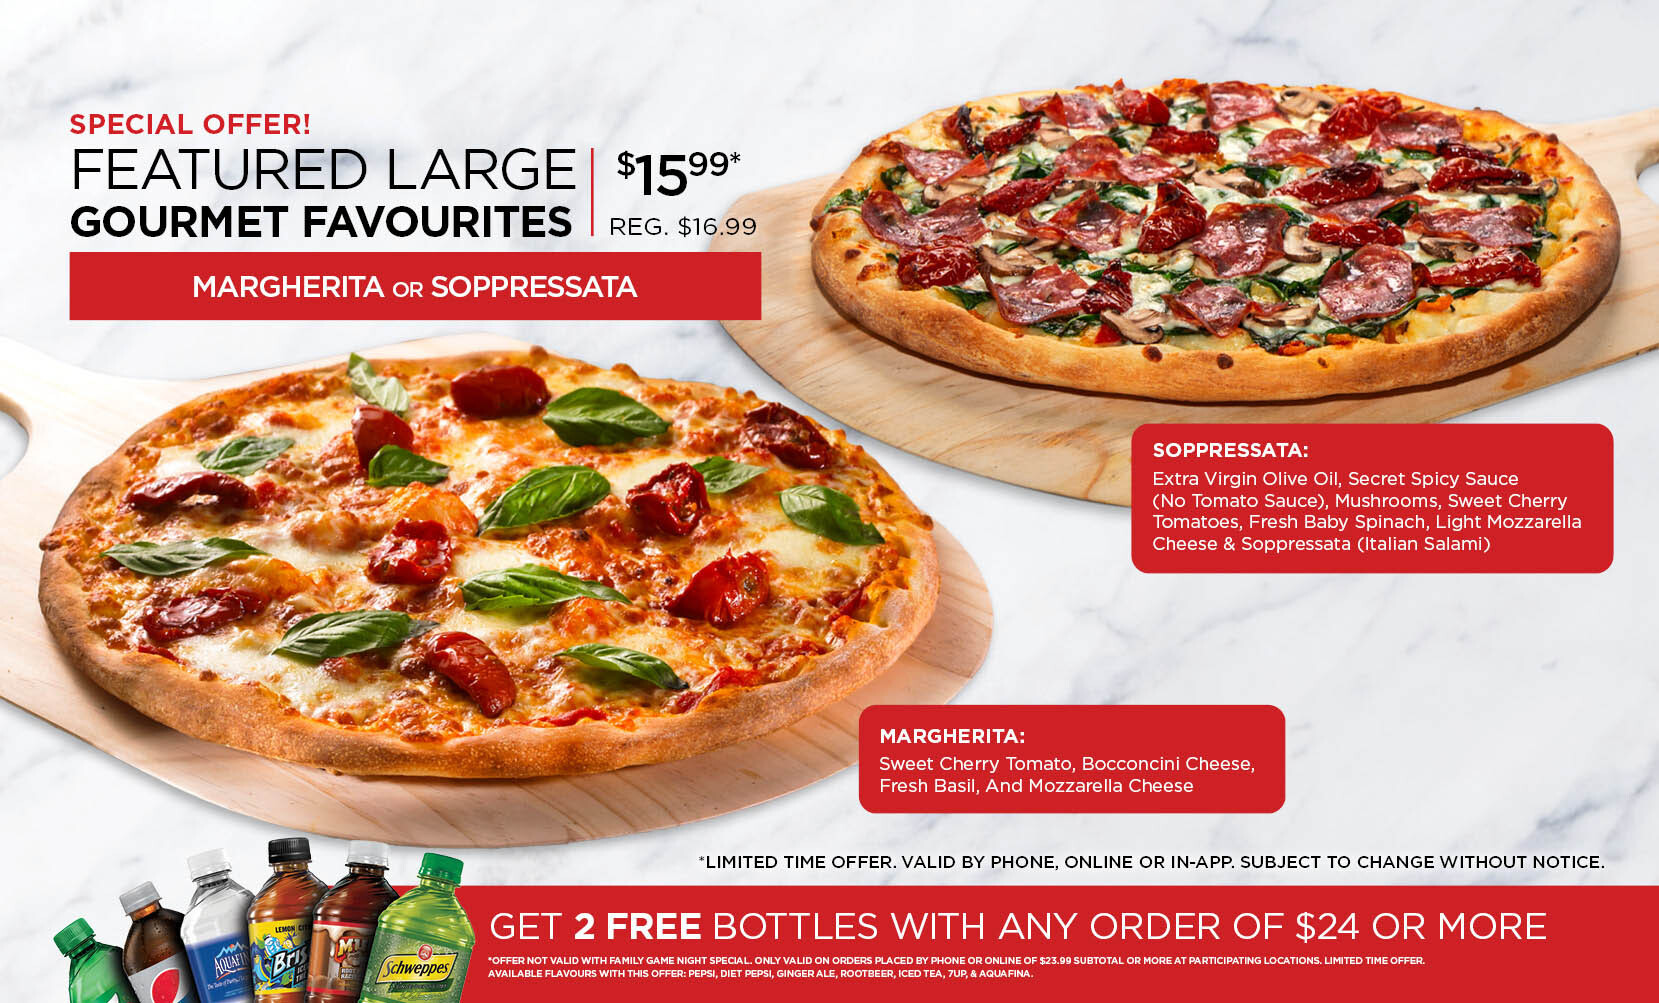 SPECIAL OFFER!
FEATURED LARGE
GOURMET FAVOURITES
$15.99*
REG. $16.99
MARGHERITA OR SOPPRESSATA
SOPPRESSATA:
Extra Virgin Olive Oil, Secret Spicy Sauce
(No Tomato Sauce), Mushrooms, Sweet Cherry
Tomatoes, Fresh Baby Spinach, Light Mozzarella
Cheese & Soppressata (Italian Salami)
MARGHERITA:
Sweet Cherry Tomato, Bocconcini Cheese,
Fresh Basil, And Mozzarella Cheese
*LIMITED TIME OFFER. VALID BY PHONE, ONLINE OR IN-APP. SUBJECT TO CHANGE WITHOUT NOTICE.
GET 2 FREE BOTTLES WITH ANY ORDER OF $24 OR MORE
*OFFER NOT VALID WITH FAMILY GAME NIGHT SPECIAL. ONLY VALID ON ORDERS PLACED BY PHONE OR ONLINE OF $23.99 SUBTOTAL OR MORE AT PARTICIPATING LOCATIONS. LIMITED TIME OFFER.
AVAILABLE FLAVOURS WITH THIS OFFER: PEPSI, DIET PEPSI, GINGER ALE, ROOTBEER, ICED TEA, 7UP, & AQUAFINA.
LEMON
Schweppes